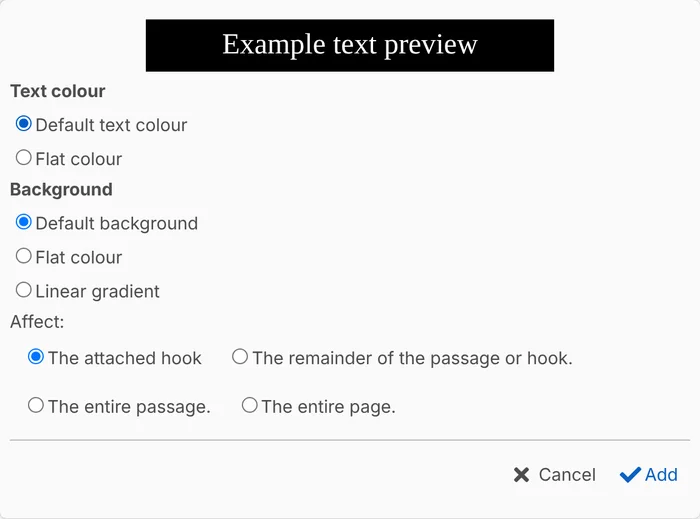 Example text preview
Text colour
Default text colour
Flat colour
Background
Default background
Flat colour
Linear gradient
Affect:
The attached hook The remainder of the passage or hook.
The entire passage. The entire page.
Cancel Add